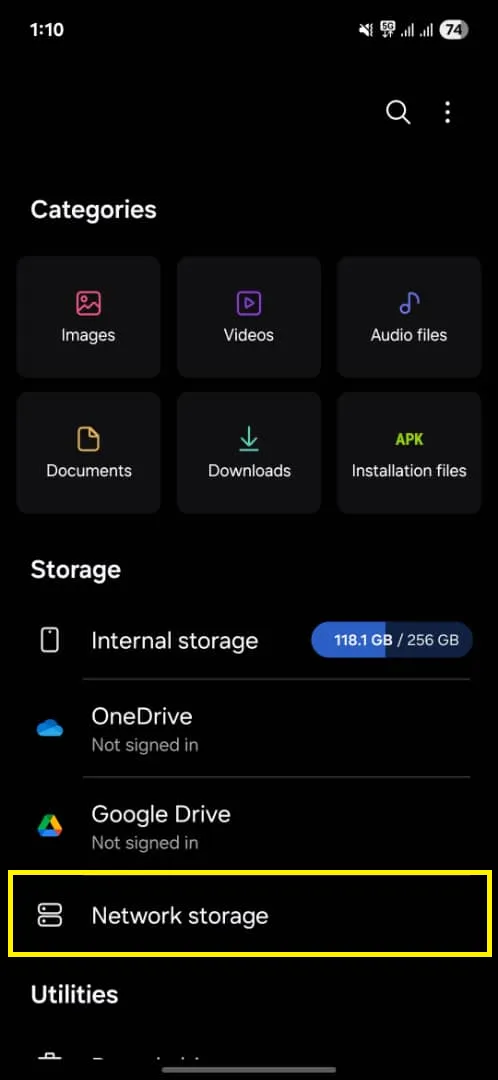 1:10
5G
74
Categories
Images
Videos
Audio files
Documents
Downloads
APK
Installation files
Storage
Internal storage
118.1 GB / 256 GB
OneDrive
Not signed in
Google Drive
Not signed in
Network storage
Utilities